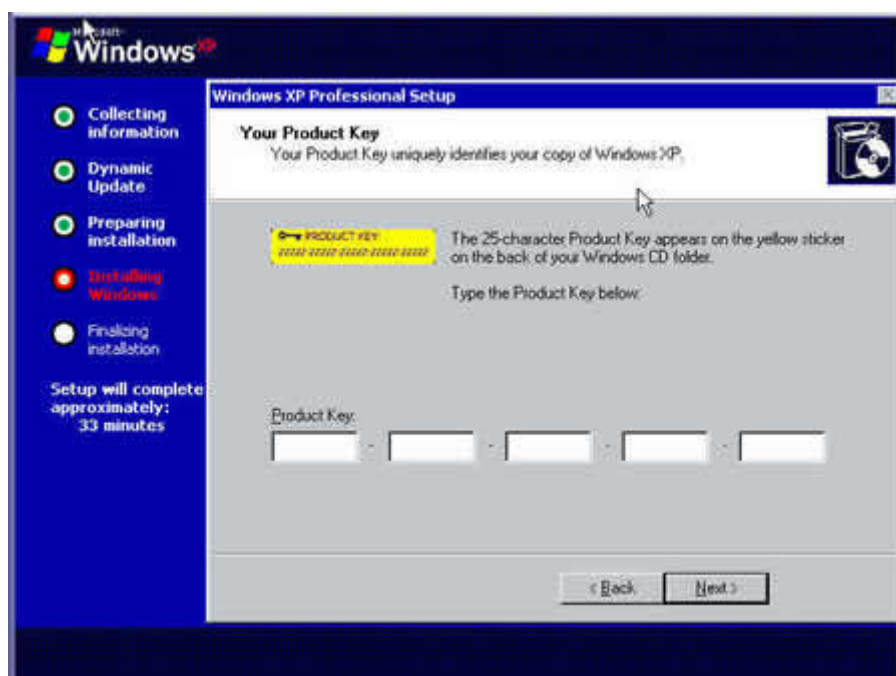 Microsoft
Windows xp
Collecting
information
Dynamic
Update
Preparing
installation
Installing
Windows
Finalizing
installation
Setup will complete
approximately:
33 minutes
Windows XP Professional Setup
Your Product Key
Your Product Key uniquely identifies your copy of Windows XP.
PRODUCT KEY:
The 25-character Product Key appears on the yellow sticker
on the back of your Windows CD folder.
Type the Product Key below:
Product Key:
- - - -
< Back
Next >